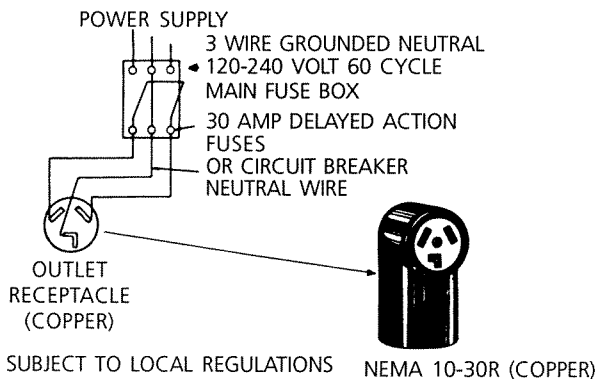 POWER SUPPLY
3 WIRE GROUNDED NEUTRAL
120-240 VOLT 60 CYCLE
MAIN FUSE BOX
30 AMP DELAYED ACTION
FUSES
OR CIRCUIT BREAKER
NEUTRAL WIRE
OUTLET
RECEPTACLE
(COPPER)
SUBJECT TO LOCAL REGULATIONS
NEMA 10-30R (COPPER)